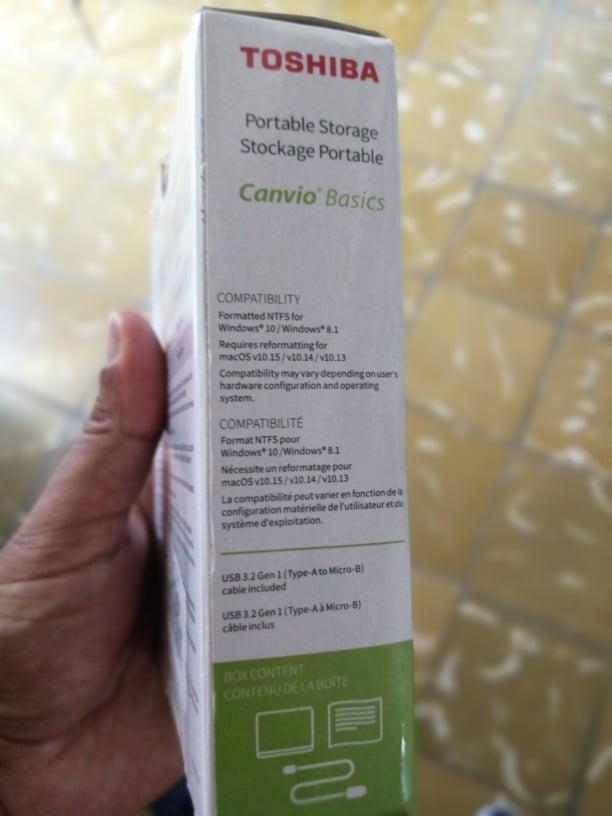 TOSHIBA
Portable Storage
Stockage Portable
Canvio® Basics
COMPATIBILITY
Formatted NTFS for
Windows® 10 / Windows® 8.1
Requires reformatting for
macOS v10.15 / v10.14 / v10.13
Compatibility may vary depending on user's
hardware configuration and operating
system.
COMPATIBILITÉ
Format NTFS pour
Windows® 10 /Windows® 8.1
Nécessite un reformatage pour
macOS v10.15 / v10.14 / v10.13
La compatibilité peut varier en fonction de la
configuration matérielle de l'utilisateur et du
système d'exploitation.
USB 3.2 Gen 1 (Type-A to Micro-B)
cable included
USB 3.2 Gen 1 (Type-A à Micro-B)
câble inclus
BOX CONTENT
CONTENU DE LA BOÎTE